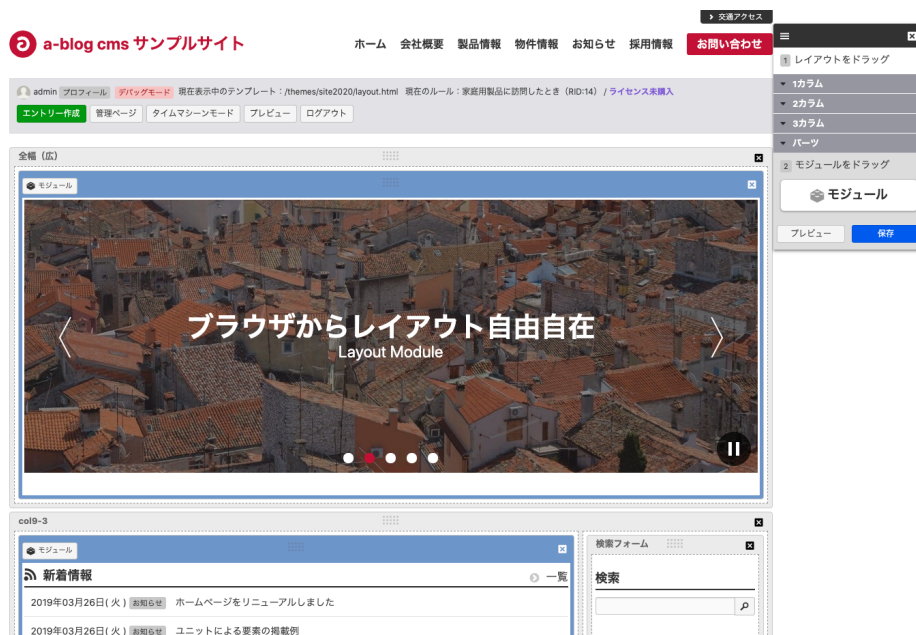 交通アクセス
a-blog cms サンプルサイト
ホーム 会社概要 製品情報 物件情報 お知らせ 採用情報 お問い合わせ
admin プロフィール デバッグモード 現在表示中のテンプレート：/themes/site2020/layout.html 現在のルール：家庭用製品に訪問したとき（RID:14） / ライセンス未購入
エントリー作成 管理ページ タイムマシーンモード プレビュー ログアウト
1 レイアウトをドラッグ
1カラム
2カラム
3カラム
パーツ
2 モジュールをドラッグ
モジュール
プレビュー 保存
全幅（広）
モジュール
ブラウザからレイアウト自由自在
Layout Module
col9-3
モジュール
新着情報 一覧
2019年03月26日( 火 ) お知らせ ホームページをリニューアルしました
2019年03月26日( 火 ) お知らせ ユニットによる要素の掲載例
検索フォーム
検索